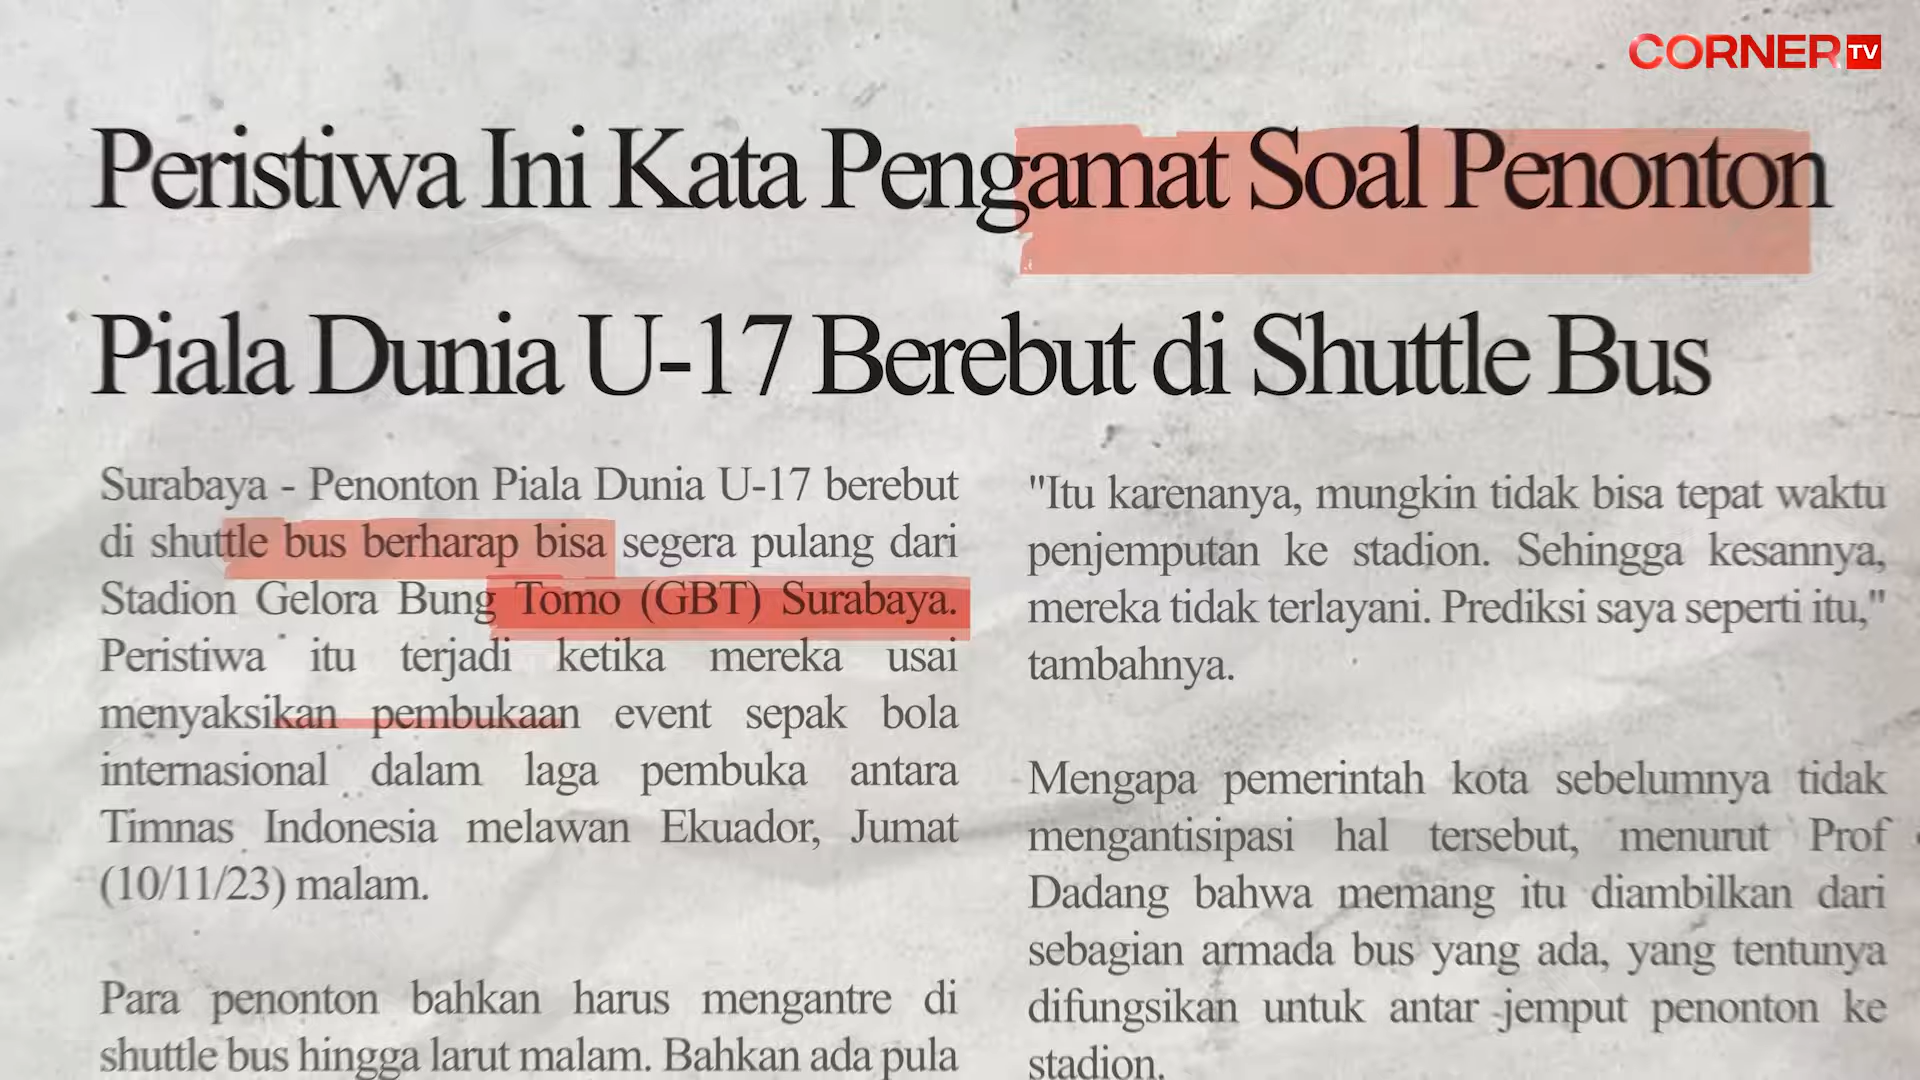 CORNER TV
Peristiwa Ini Kata Pengamat Soal Penonton
Piala Dunia U-17 Berebut di Shuttle Bus
Surabaya - Penonton Piala Dunia U-17 berebut
di shuttle bus berharap bisa segera pulang dari
Stadion Gelora Bung Tomo (GBT) Surabaya.
Peristiwa itu terjadi ketika mereka usai
menyaksikan pembukaan event sepak bola
internasional dalam laga pembuka antara
Timnas Indonesia melawan Ekuador, Jumat
(10/11/23) malam.
Para penonton bahkan harus mengantre di
shuttle bus hingga larut malam. Bahkan ada pula
"Itu karenanya, mungkin tidak bisa tepat waktu
penjemputan ke stadion. Sehingga kesannya,
mereka tidak terlayani. Prediksi saya seperti itu,"
tambahnya.
Mengapa pemerintah kota sebelumnya tidak
mengantisipasi hal tersebut, menurut Prof
Dadang bahwa memang itu diambilkan dari
sebagian armada bus yang ada, yang tentunya
difungsikan untuk antar jemput penonton ke
stadion.